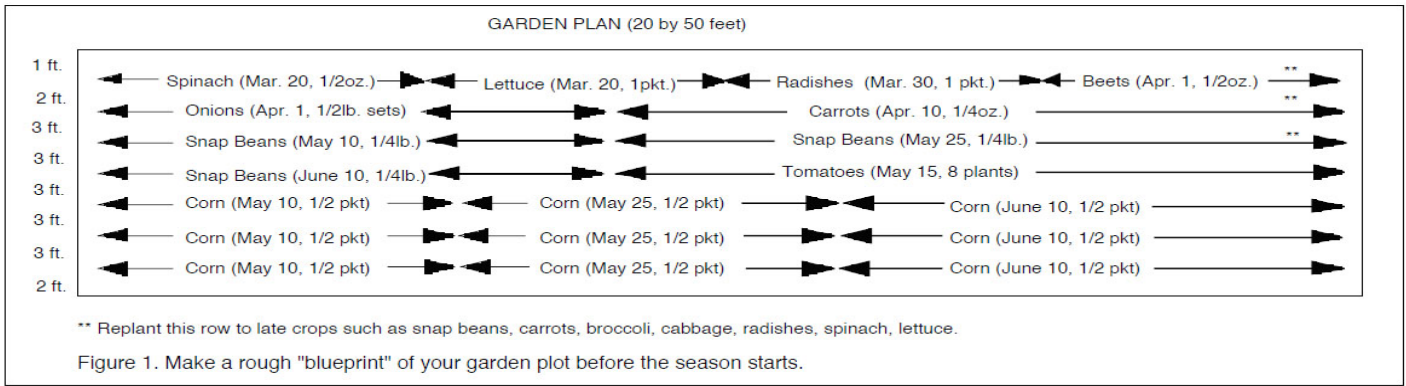 GARDEN PLAN (20 by 50 feet)
1 ft.
Spinach (Mar. 20, 1/2oz.) Lettuce (Mar. 20, 1pkt.) Radishes (Mar. 30, 1 pkt.) Beets (Apr. 1, 1/2oz.) **
2 ft.
Onions (Apr. 1, 1/2lb. sets) Carrots (Apr. 10, 1/4oz.) **
3 ft.
Snap Beans (May 10, 1/4lb.) Snap Beans (May 25, 1/4lb.) **
3 ft.
Snap Beans (June 10, 1/4lb.) Tomatoes (May 15, 8 plants)
3 ft.
Corn (May 10, 1/2 pkt) Corn (May 25, 1/2 pkt) Corn (June 10, 1/2 pkt)
3 ft.
Corn (May 10, 1/2 pkt) Corn (May 25, 1/2 pkt) Corn (June 10, 1/2 pkt)
3 ft.
Corn (May 10, 1/2 pkt) Corn (May 25, 1/2 pkt) Corn (June 10, 1/2 pkt)
2 ft.
** Replant this row to late crops such as snap beans, carrots, broccoli, cabbage, radishes, spinach, lettuce.
Figure 1. Make a rough "blueprint" of your garden plot before the season starts.